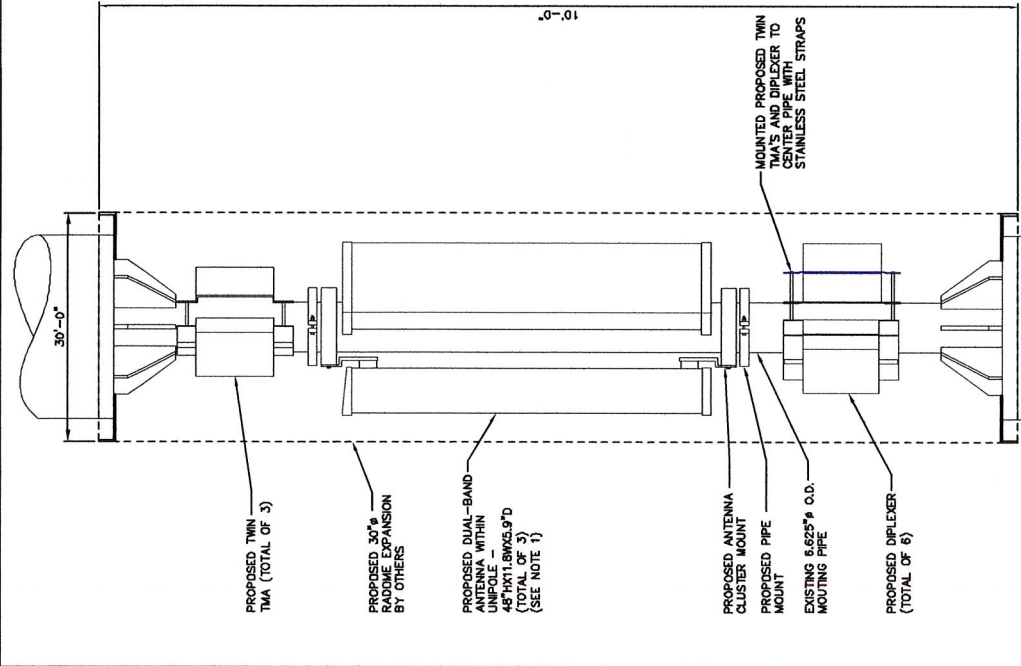 10'-0"
30'-0"
MOUNTED PROPOSED TWIN
TMA'S AND DIPLEXER TO
CENTER PIPE WITH
STAINLESS STEEL STRAPS
PROPOSED TWIN
TMA (TOTAL OF 3)
PROPOSED 30"ø
RADOME EXPANSION
BY OTHERS
PROPOSED DUAL-BAND
ANTENNA WITHIN
UNIPOLE -
48"HX11.8WX5.9"D
(TOTAL OF 3)
(SEE NOTE 1)
PROPOSED ANTENNA
CLUSTER MOUNT
PROPOSED PIPE
MOUNT
EXISTING 6.625"ø O.D.
MOUTING PIPE
PROPOSED DIPLEXER
(TOTAL OF 6)